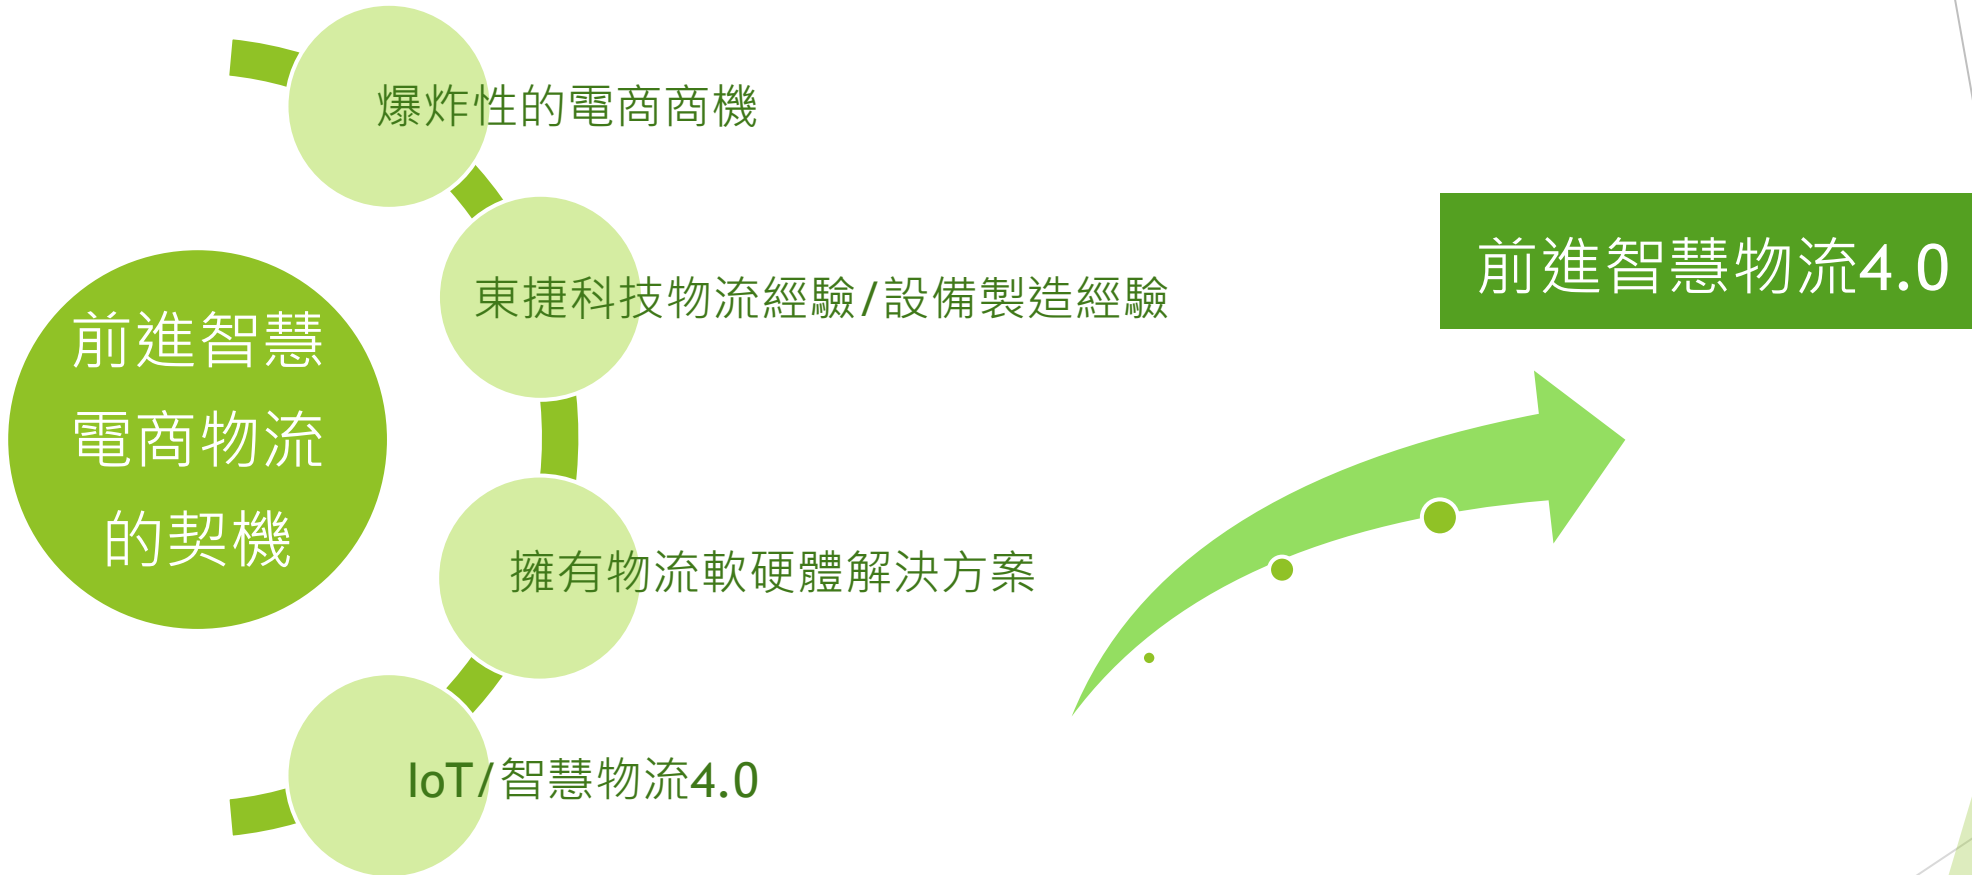 前進智慧
電商物流
的契機
爆炸性的電商商機
東捷科技物流經驗/設備製造經驗
擁有物流軟硬體解決方案
IoT/智慧物流4.0
前進智慧物流4.0